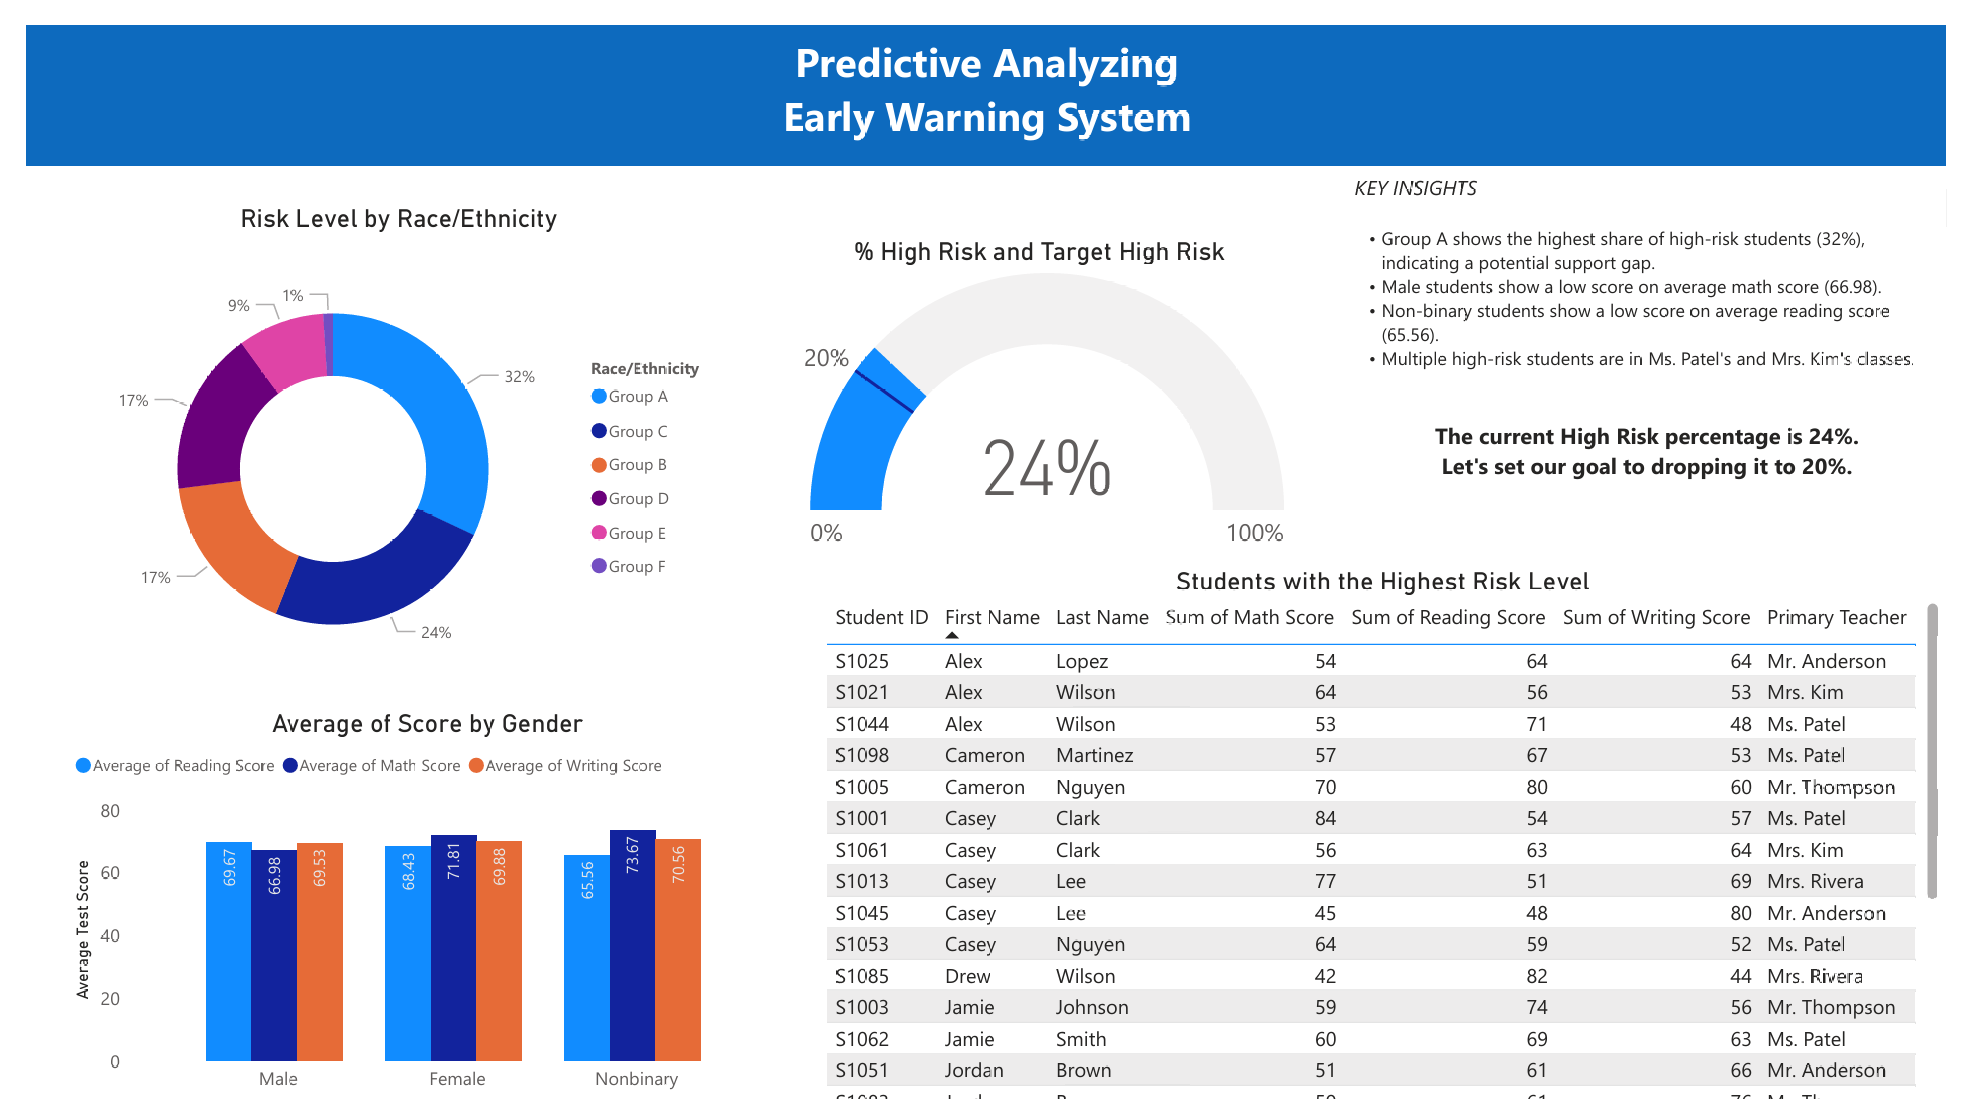 Predictive Analyzing
Early Warning System
Risk Level by Race/Ethnicity
1%
9%
32%
17%
17%
24%
Race/Ethnicity
Group A
Group C
Group B
Group D
Group E
Group F
% High Risk and Target High Risk
20%
24%
0%
100%
KEY INSIGHTS
• Group A shows the highest share of high-risk students (32%),
indicating a potential support gap.
• Male students show a low score on average math score (66.98).
• Non-binary students show a low score on average reading score
(65.56).
• Multiple high-risk students are in Ms. Patel's and Mrs. Kim's classes.
The current High Risk percentage is 24%.
Let's set our goal to dropping it to 20%.
Average of Score by Gender
Average of Reading Score Average of Math Score Average of Writing Score
Average Test Score
80
60
40
20
0
69.67 66.98 69.53
68.43 71.81 69.88
65.56 73.67 70.56
Male Female Nonbinary
Students with the Highest Risk Level
Student ID First Name Last Name Sum of Math Score Sum of Reading Score Sum of Writing Score Primary Teacher
S1025 Alex Lopez 54 64 64 Mr. Anderson
S1021 Alex Wilson 64 56 53 Mrs. Kim
S1044 Alex Wilson 53 71 48 Ms. Patel
S1098 Cameron Martinez 57 67 53 Ms. Patel
S1005 Cameron Nguyen 70 80 60 Mr. Thompson
S1001 Casey Clark 84 54 57 Ms. Patel
S1061 Casey Clark 56 63 64 Mrs. Kim
S1013 Casey Lee 77 51 69 Mrs. Rivera
S1045 Casey Lee 45 48 80 Mr. Anderson
S1053 Casey Nguyen 64 59 52 Ms. Patel
S1085 Drew Wilson 42 82 44 Mrs. Rivera
S1003 Jamie Johnson 59 74 56 Mr. Thompson
S1062 Jamie Smith 60 69 63 Ms. Patel
S1051 Jordan Brown 51 61 66 Mr. Anderson